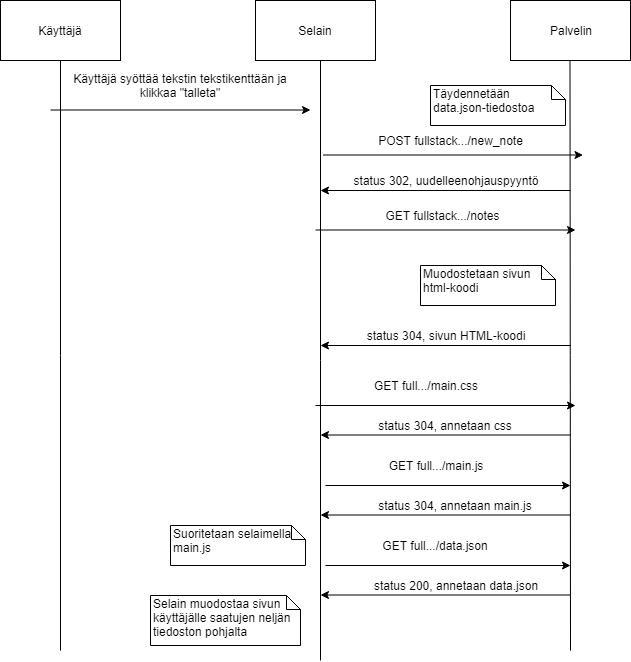 Käyttäjä
Selain
Palvelin
Käyttäjä syöttää tekstin tekstikenttään ja
klikkaa "talleta"
Täydennetään
data.json-tiedostoa
POST fullstack.../new_note
status 302, uudelleenohjauspyyntö
GET fullstack.../notes
Muodostetaan sivun
html-koodi
status 304, sivun HTML-koodi
GET full.../main.css
status 304, annetaan css
GET full.../main.js
status 304, annetaan main.js
Suoritetaan selaimella
main.js
GET full.../data.json
status 200, annetaan data.json
Selain muodostaa sivun
käyttäjälle saatujen neljän
tiedoston pohjalta